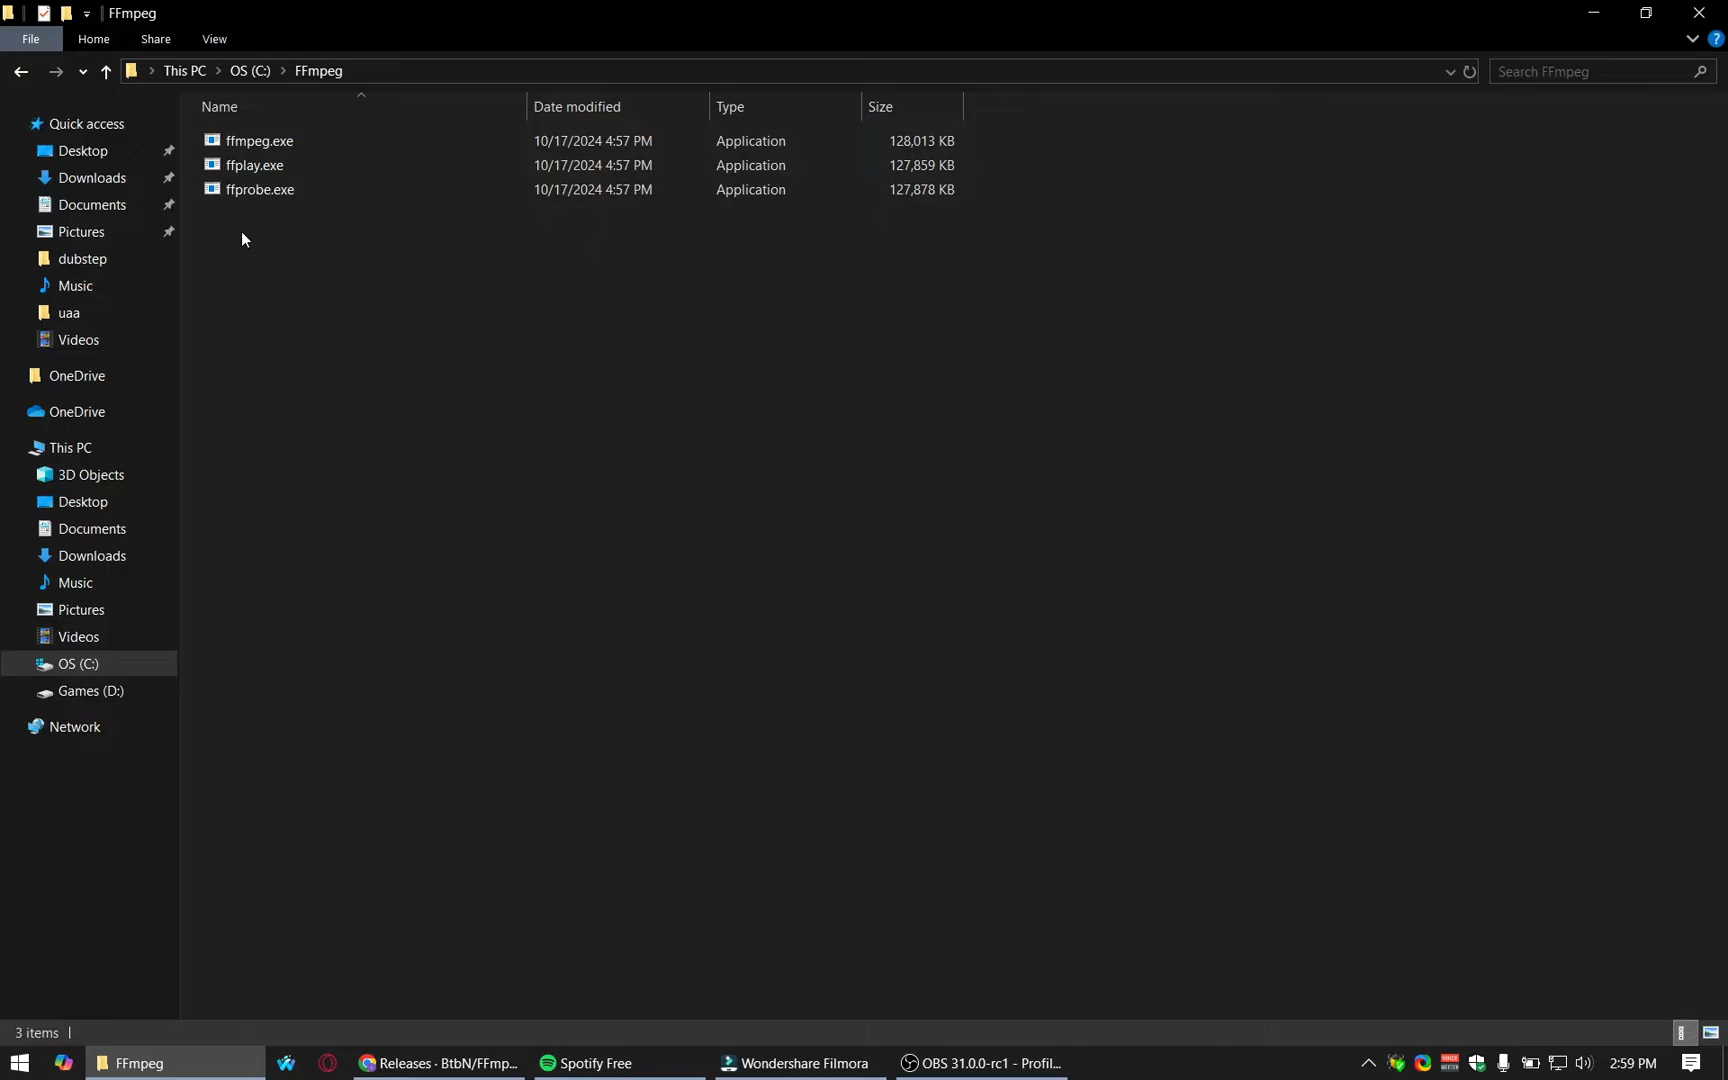 FFmpeg
File Home Share View
This PC OS (C:) FFmpeg
Search FFmpeg
Name Date modified Type Size
ffmpeg.exe 10/17/2024 4:57 PM Application 128,013 KB
ffplay.exe 10/17/2024 4:57 PM Application 127,859 KB
ffprobe.exe 10/17/2024 4:57 PM Application 127,878 KB
Quick access
Desktop
Downloads
Documents
Pictures
dubstep
Music
uaa
Videos
OneDrive
OneDrive
This PC
3D Objects
Desktop
Documents
Downloads
Music
Pictures
Videos
OS (C:)
Games (D:)
Network
3 items
FFmpeg Releases · BtbN/FFmp... Spotify Free Wondershare Filmora OBS 31.0.0-rc1 - Profil... 2:59 PM